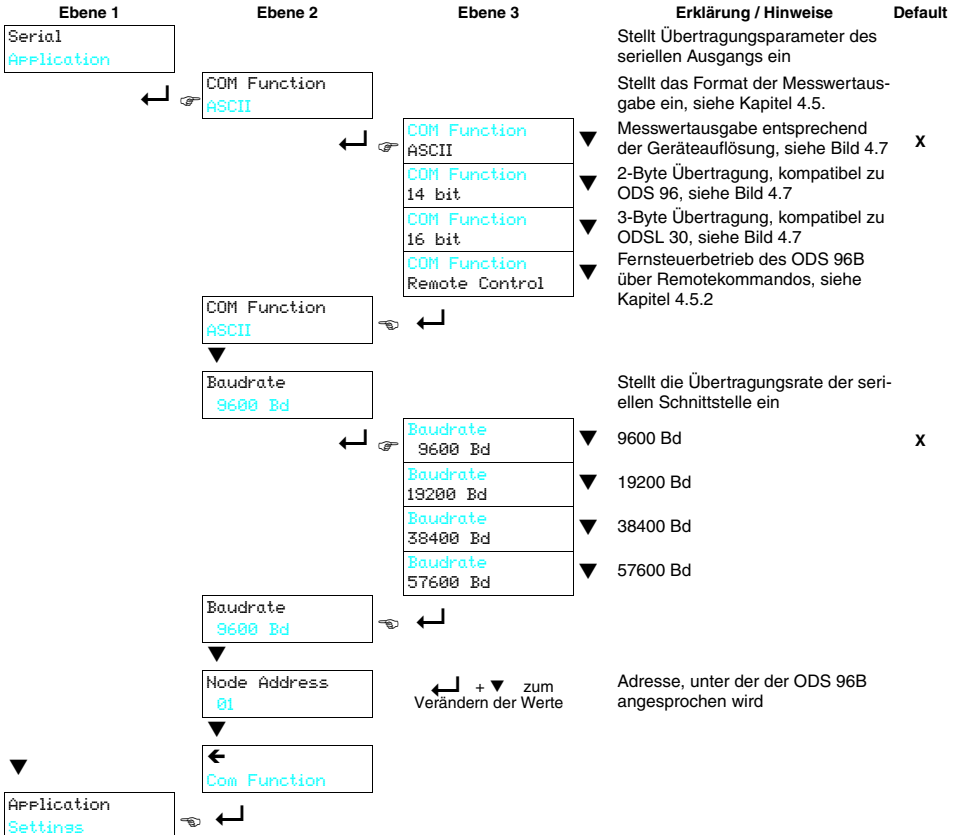 Ebene 1 Ebene 2 Ebene 3 Erklärung / Hinweise Default
Serial
Application
Stellt Übertragungsparameter des
seriellen Ausgangs ein
COM Function
ASCII
Stellt das Format der Messwertaus-
gabe ein, siehe Kapitel 4.5.
COM Function
ASCII
Messwertausgabe entsprechend
der Geräteauflösung, siehe Bild 4.7
X
COM Function
14 bit
2-Byte Übertragung, kompatibel zu
ODS 96, siehe Bild 4.7
COM Function
16 bit
3-Byte Übertragung, kompatibel zu
ODSL 30, siehe Bild 4.7
COM Function
Remote Control
Fernsteuerbetrieb des ODS 96B
über Remotekommandos, siehe
Kapitel 4.5.2
COM Function
ASCII
Baudrate
9600 Bd
Stellt die Übertragungsrate der seri-
ellen Schnittstelle ein
Baudrate
9600 Bd
9600 Bd
X
Baudrate
19200 Bd
19200 Bd
Baudrate
38400 Bd
38400 Bd
Baudrate
57600 Bd
57600 Bd
Baudrate
9600 Bd
Node Address
01
+ ▼ zum
Verändern der Werte
Adresse, unter der der ODS 96B
angesprochen wird
←
Com Function
Application
Settings